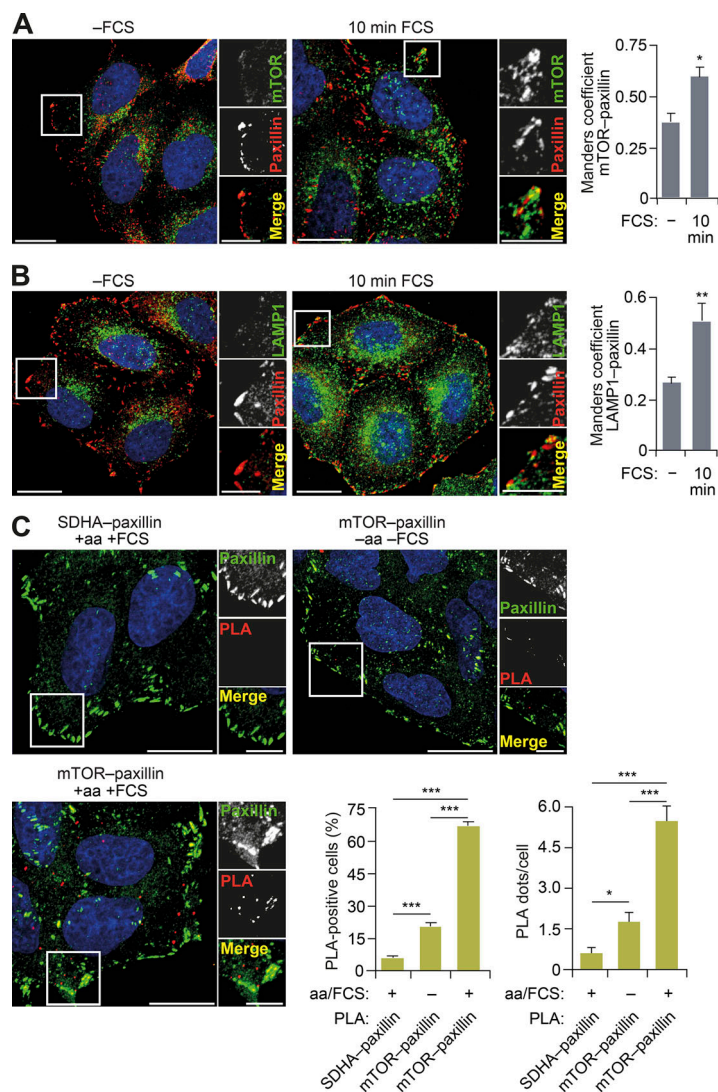 A
–FCS
10 min FCS
mTOR
Paxillin
Merge
mTOR
Paxillin
Merge
Manders coefficient
mTOR–paxillin
0.75
0.50
0.25
0
*
FCS: – 10
min
B
–FCS
10 min FCS
LAMP1
Paxillin
Merge
LAMP1
Paxillin
Merge
Manders coefficient
LAMP1–paxillin
0.6
0.4
0.2
0
**
FCS: – 10
min
C
SDHA–paxillin
+aa +FCS
Paxillin
PLA
Merge
mTOR–paxillin
–aa –FCS
Paxillin
PLA
Merge
mTOR–paxillin
+aa +FCS
Paxillin
PLA
Merge
PLA-positive cells (%)
75
60
45
30
15
0
***
***
***
aa/FCS: + – +
PLA:
SDHA–paxillin
mTOR–paxillin
mTOR–paxillin
PLA dots/cell
6.0
4.5
3.0
1.5
0
***
***
*
aa/FCS: + – +
PLA:
SDHA–paxillin
mTOR–paxillin
mTOR–paxillin